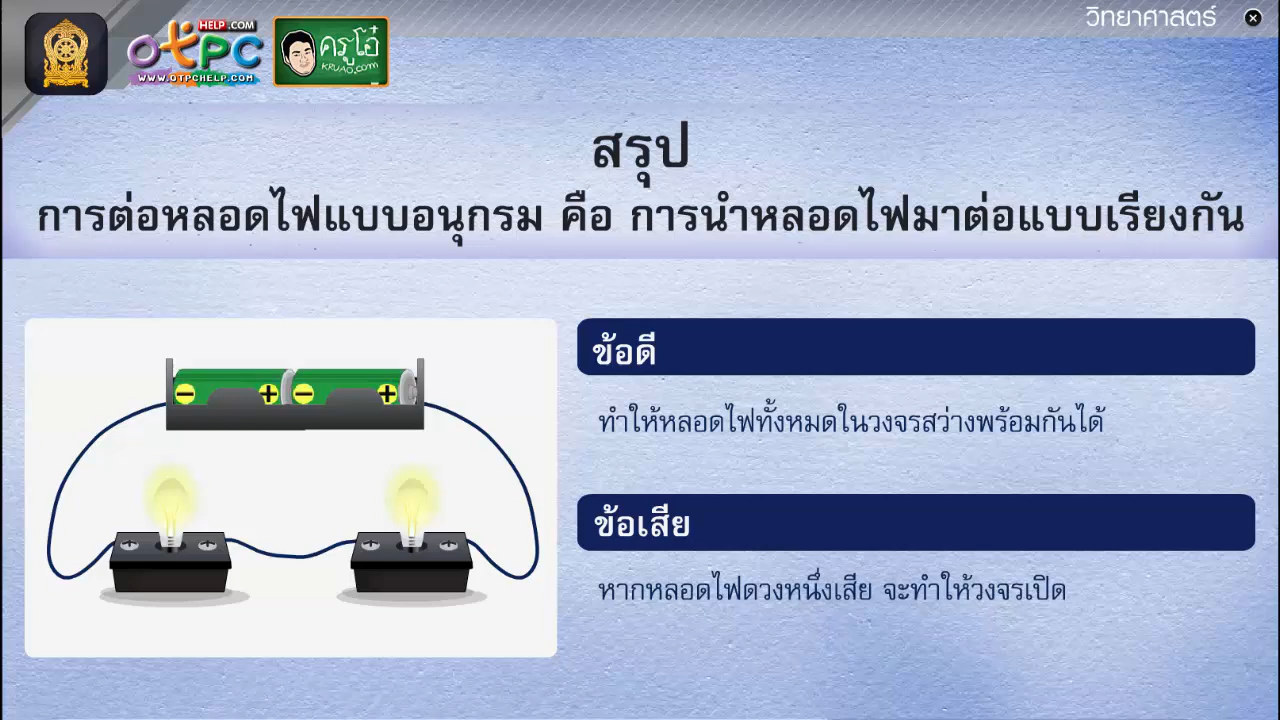 วิทยาศาสตร์
HELP.COM
OTPC
WWW.OTPCHELP.COM
ครูโอ๋
KRUAO.COM
สรุป
การต่อหลอดไฟแบบอนุกรม คือ การนำหลอดไฟมาต่อแบบเรียงกัน
ข้อดี
ทำให้หลอดไฟทั้งหมดในวงจรสว่างพร้อมกันได้
ข้อเสีย
หากหลอดไฟดวงหนึ่งเสีย จะทำให้วงจรเปิด